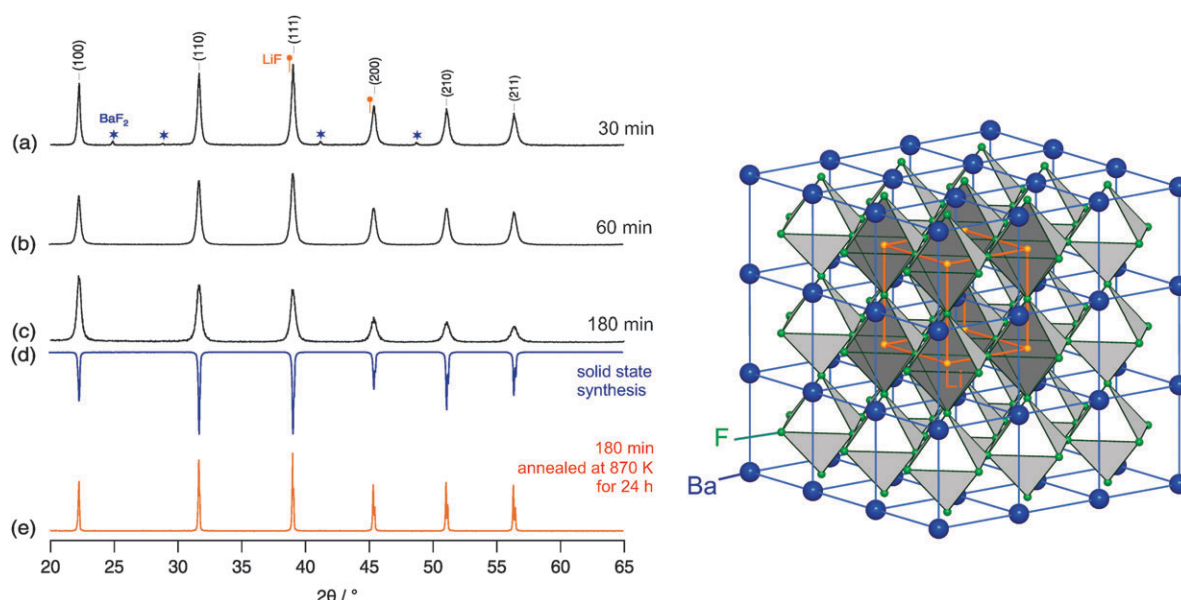 (100)
(110)
(111)
(200)
(210)
(211)
LiF
BaF₂
(a)
30 min
(b)
60 min
(c)
180 min
(d)
solid state
synthesis
180 min
annealed at 870 K
for 24 h
(e)
20 25 30 35 40 45 50 55 60 65
2θ / °
Li
F
Ba